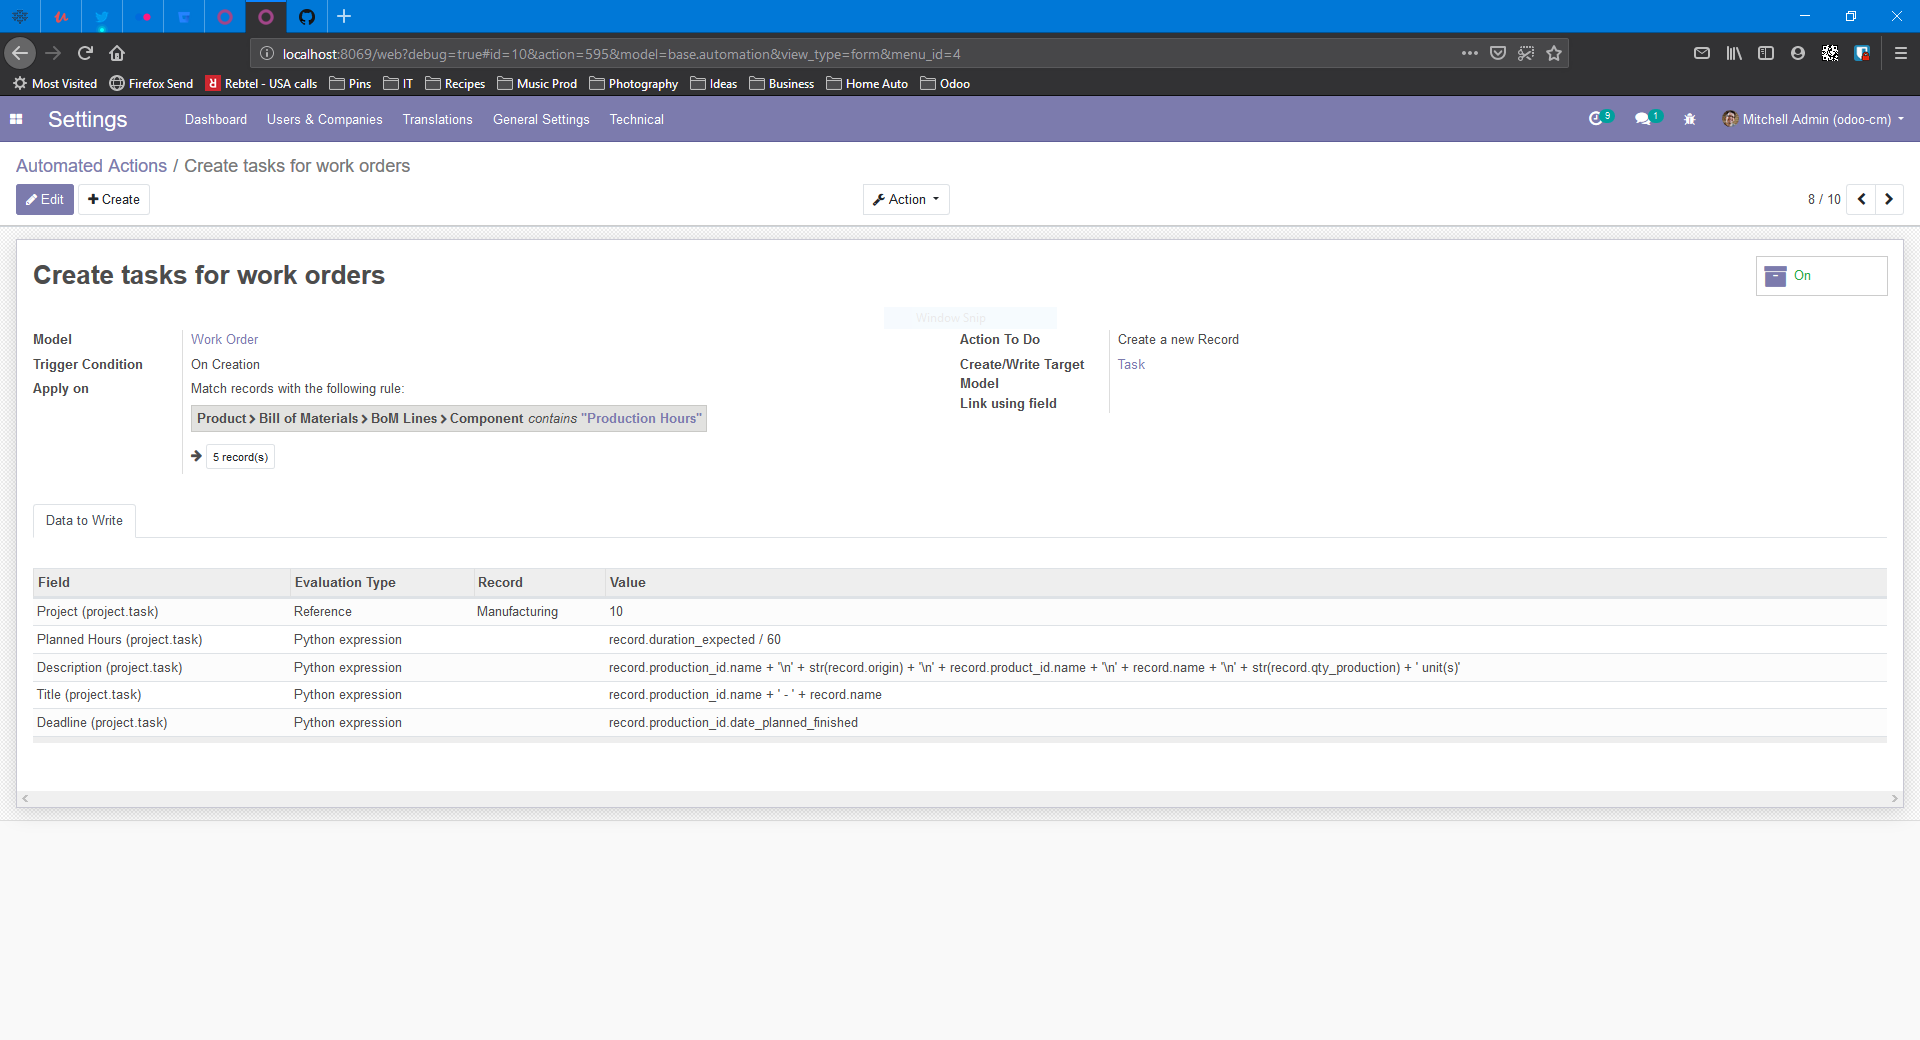 localhost:8069/web?debug=true#id=10&action=595&model=base.automation&view_type=form&menu_id=4
Most Visited Firefox Send Rebtel - USA calls Pins IT Recipes Music Prod Photography Ideas Business Home Auto Odoo
Settings Dashboard Users & Companies Translations General Settings Technical 9 1 Mitchell Admin (odoo-cm)
Automated Actions / Create tasks for work orders
Edit Create Action 8 / 10
Create tasks for work orders
On
Window Snip
Model Work Order
Trigger Condition On Creation
Apply on Match records with the following rule:
Product > Bill of Materials > BoM Lines > Component contains "Production Hours"
5 record(s)
Action To Do Create a new Record
Create/Write Target Task
Model
Link using field
Data to Write
Field Evaluation Type Record Value
Project (project.task) Reference Manufacturing 10
Planned Hours (project.task) Python expression record.duration_expected / 60
Description (project.task) Python expression record.production_id.name + '\n' + str(record.origin) + '\n' + record.product_id.name + '\n' + record.name + '\n' + str(record.qty_production) + ' unit(s)'
Title (project.task) Python expression record.production_id.name + ' - ' + record.name
Deadline (project.task) Python expression record.production_id.date_planned_finished